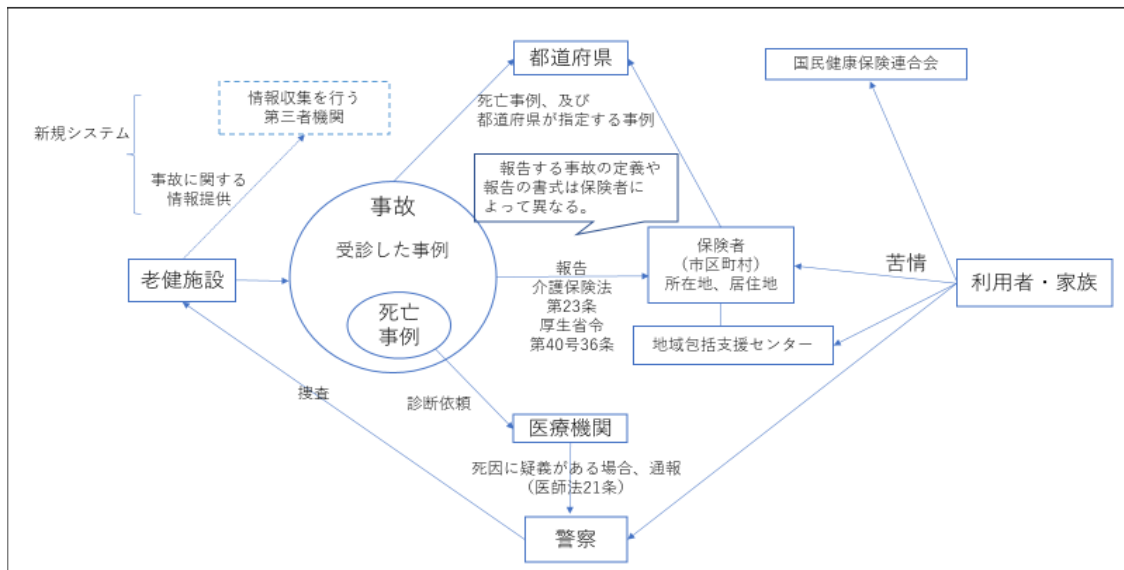 都道府県
国民健康保険連合会
情報収集を行う
第三者機関
新規システム
死亡事例、及び
都道府県が指定する事例
事故に関する
情報提供
報告する事故の定義や
報告の書式は保険者に
よって異なる。
事故
受診した事例
老健施設
死亡
事例
報告
介護保険法
第23条
厚生省令
第40号36条
保険者
（市区町村）
所在地、居住地
苦情
利用者・家族
地域包括支援センター
捜査
診断依頼
医療機関
死因に疑義がある場合、通報
（医師法21条）
警察